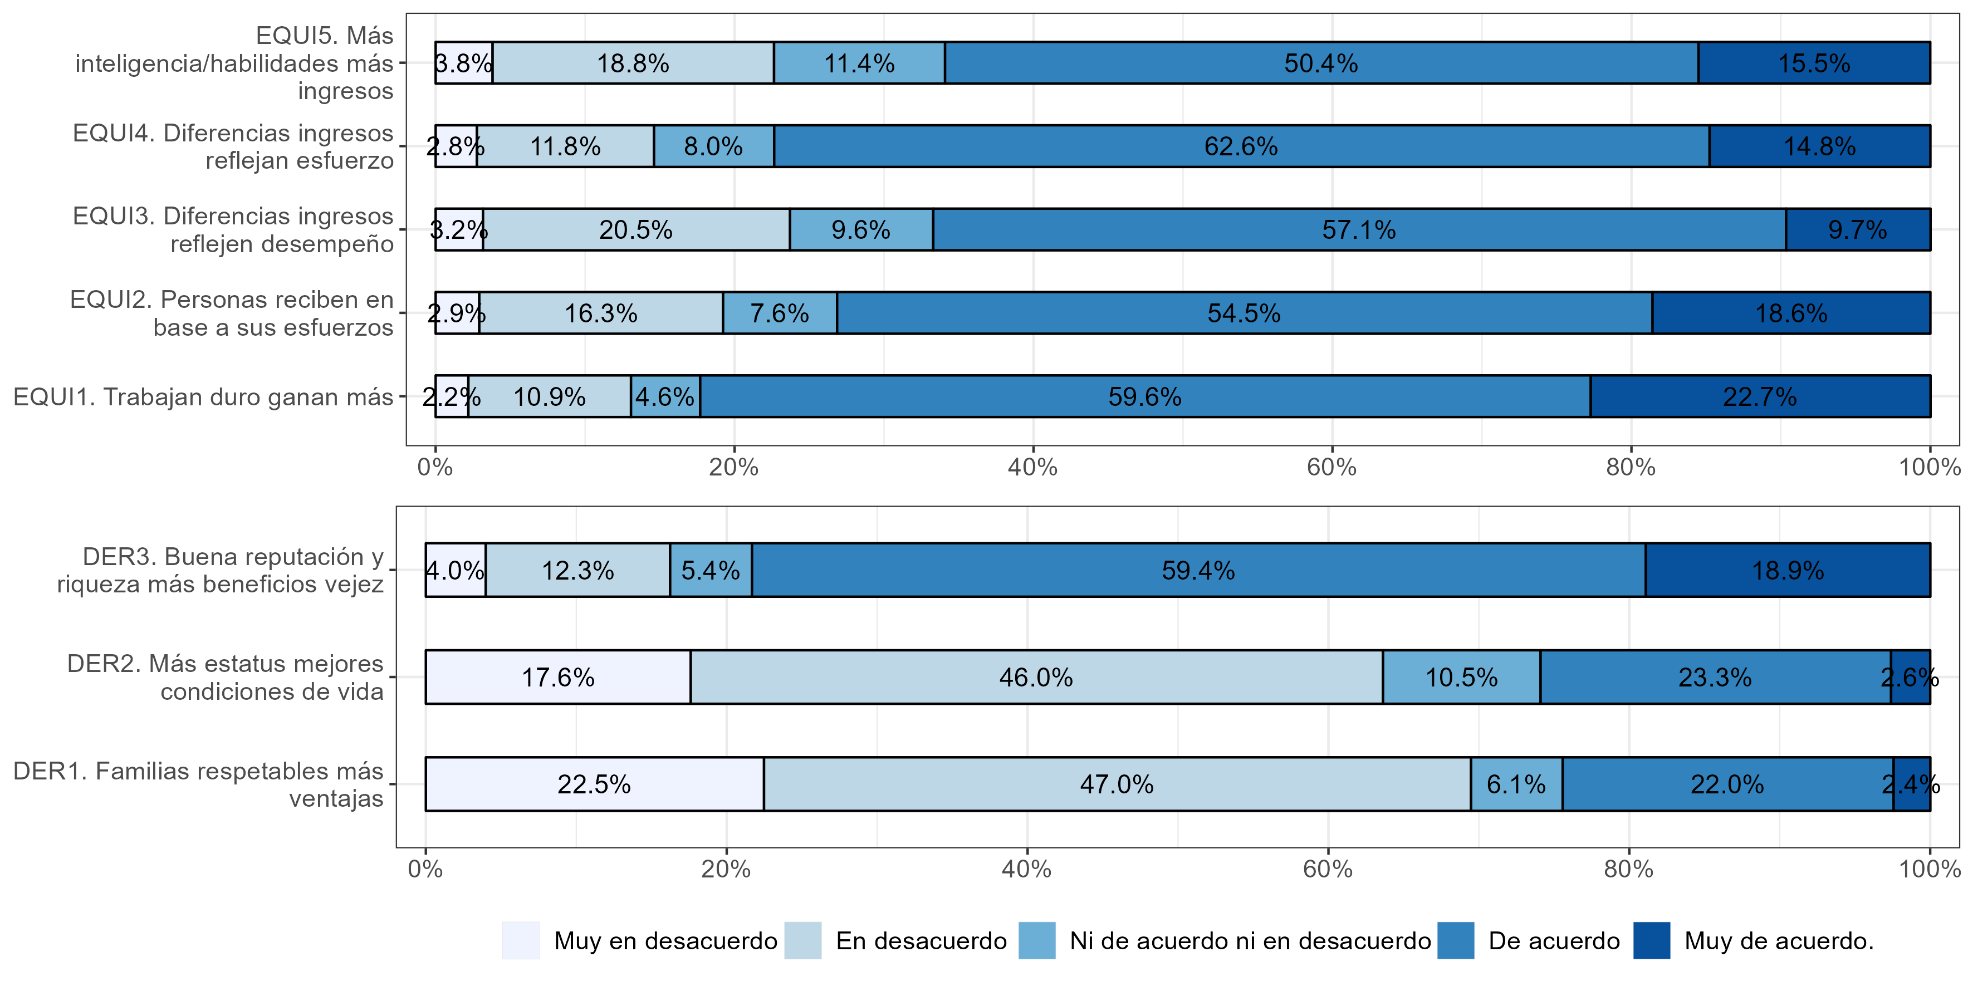 EQUI5. Más
inteligencia/habilidades más
ingresos
3.8% 18.8% 11.4% 50.4% 15.5%
EQUI4. Diferencias ingresos
reflejan esfuerzo
2.8% 11.8% 8.0% 62.6% 14.8%
EQUI3. Diferencias ingresos
reflejen desempeño
3.2% 20.5% 9.6% 57.1% 9.7%
EQUI2. Personas reciben en
base a sus esfuerzos
2.9% 16.3% 7.6% 54.5% 18.6%
EQUI1. Trabajan duro ganan más
2.2% 10.9% 4.6% 59.6% 22.7%
0% 20% 40% 60% 80% 100%
DER3. Buena reputación y
riqueza más beneficios vejez
4.0% 12.3% 5.4% 59.4% 18.9%
DER2. Más estatus mejores
condiciones de vida
17.6% 46.0% 10.5% 23.3% 2.6%
DER1. Familias respetables más
ventajas
22.5% 47.0% 6.1% 22.0% 2.4%
0% 20% 40% 60% 80% 100%
Muy en desacuerdo En desacuerdo Ni de acuerdo ni en desacuerdo De acuerdo Muy de acuerdo.